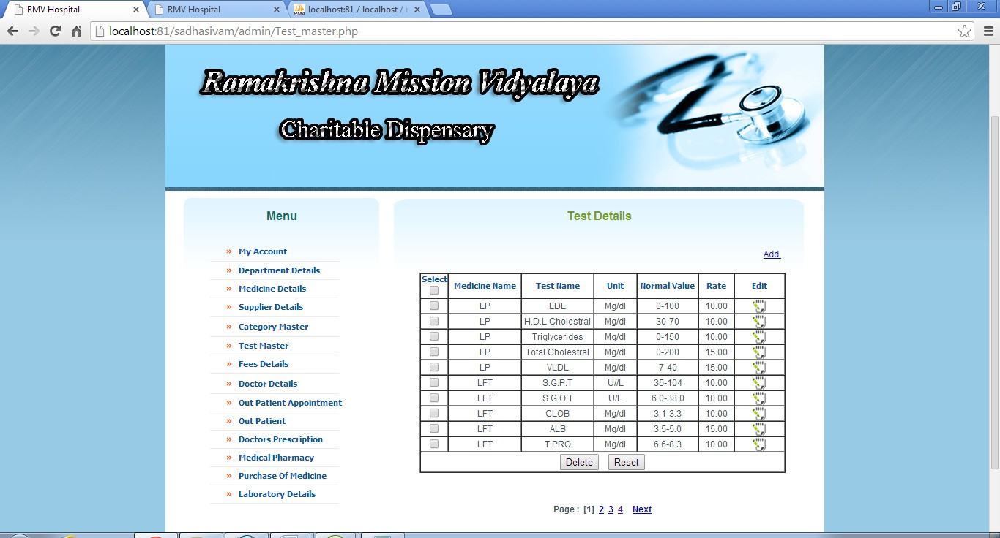 RMV Hospital
RMV Hospital
localhost:81 / localhost / r
localhost:81/sadhasivam/admin/Test_master.php
Ramakrishna Mission Vidyalaya
Charitable Dispensary
Menu
» My Account
» Department Details
» Medicine Details
» Supplier Details
» Category Master
» Test Master
» Fees Details
» Doctor Details
» Out Patient Appointment
» Out Patient
» Doctors Prescription
» Medical Pharmacy
» Purchase Of Medicine
» Laboratory Details
Test Details
Add
Select Medicine Name Test Name Unit Normal Value Rate Edit
LP LDL Mg/dl 0-100 10.00
LP H.D.L Cholestral Mg/dl 30-70 10.00
LP Triglycerides Mg/dl 0-150 10.00
LP Total Cholestral Mg/dl 0-200 15.00
LP VLDL Mg/dl 7-40 15.00
LFT S.G.P.T U//L 35-104 10.00
LFT S.G.O.T U/L 6.0-38.0 10.00
LFT GLOB Mg/dl 3.1-3.3 10.00
LFT ALB Mg/dl 3.5-5.0 15.00
LFT T.PRO Mg/dl 6.6-8.3 10.00
Delete Reset
Page : [1] 2 3 4 Next